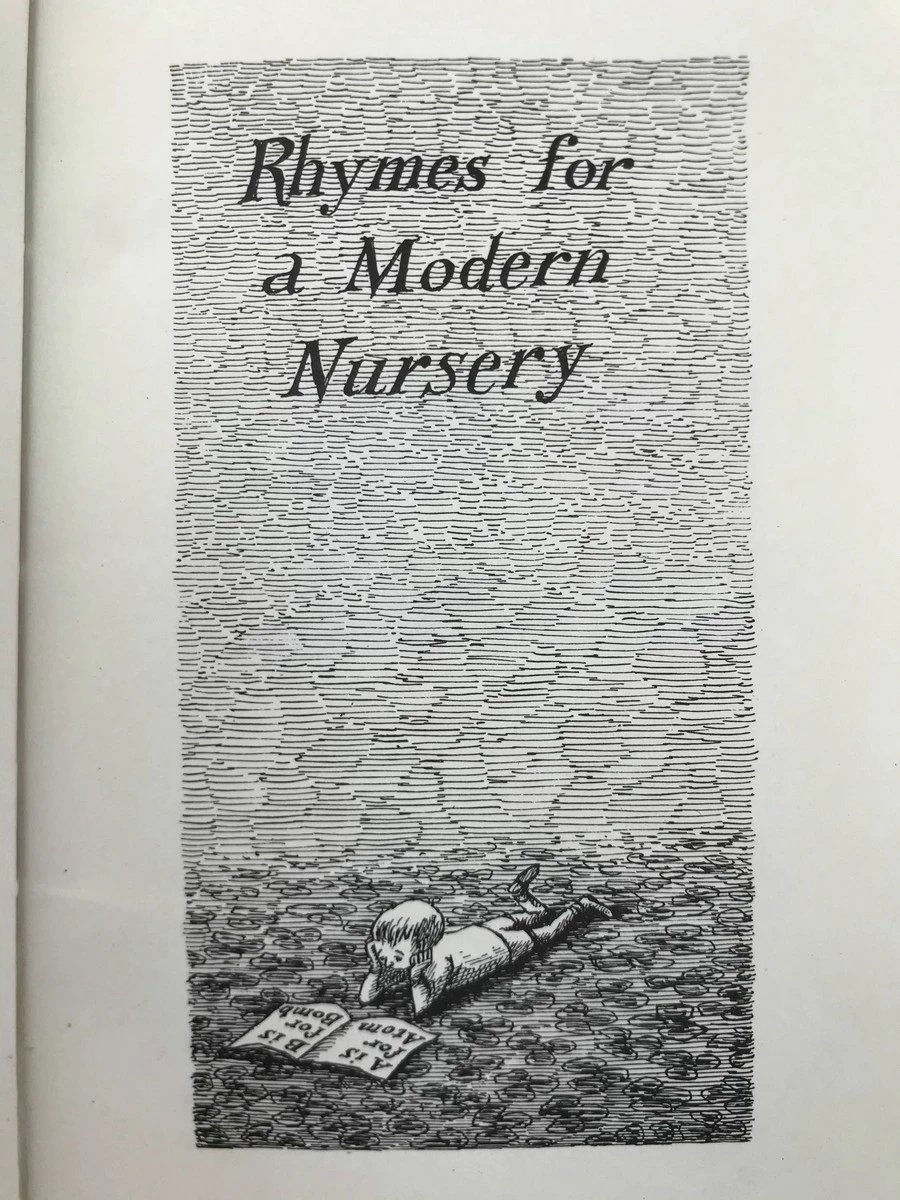 Rhymes for
a Modern
Nursery
A is
for
Atom
B is
for
Bomb